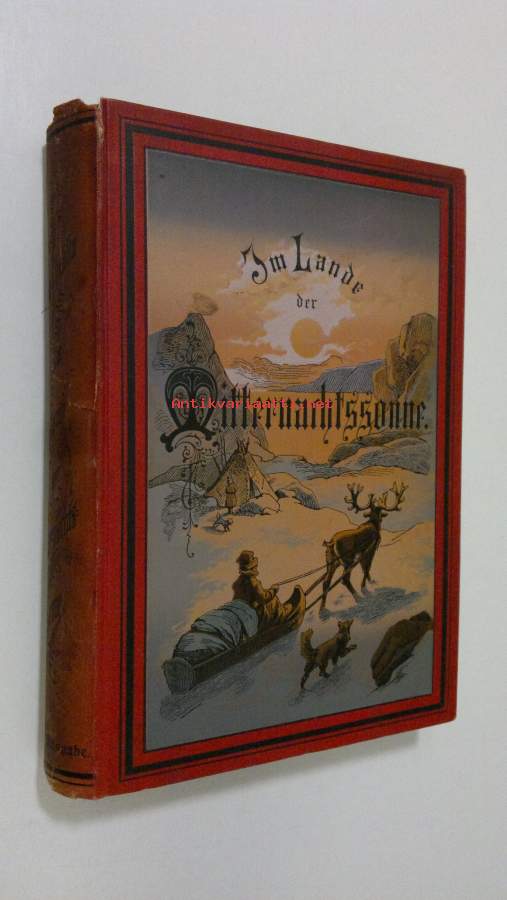 Im Lande
der
Mitternachtssonne.
Antikvariaatti.net